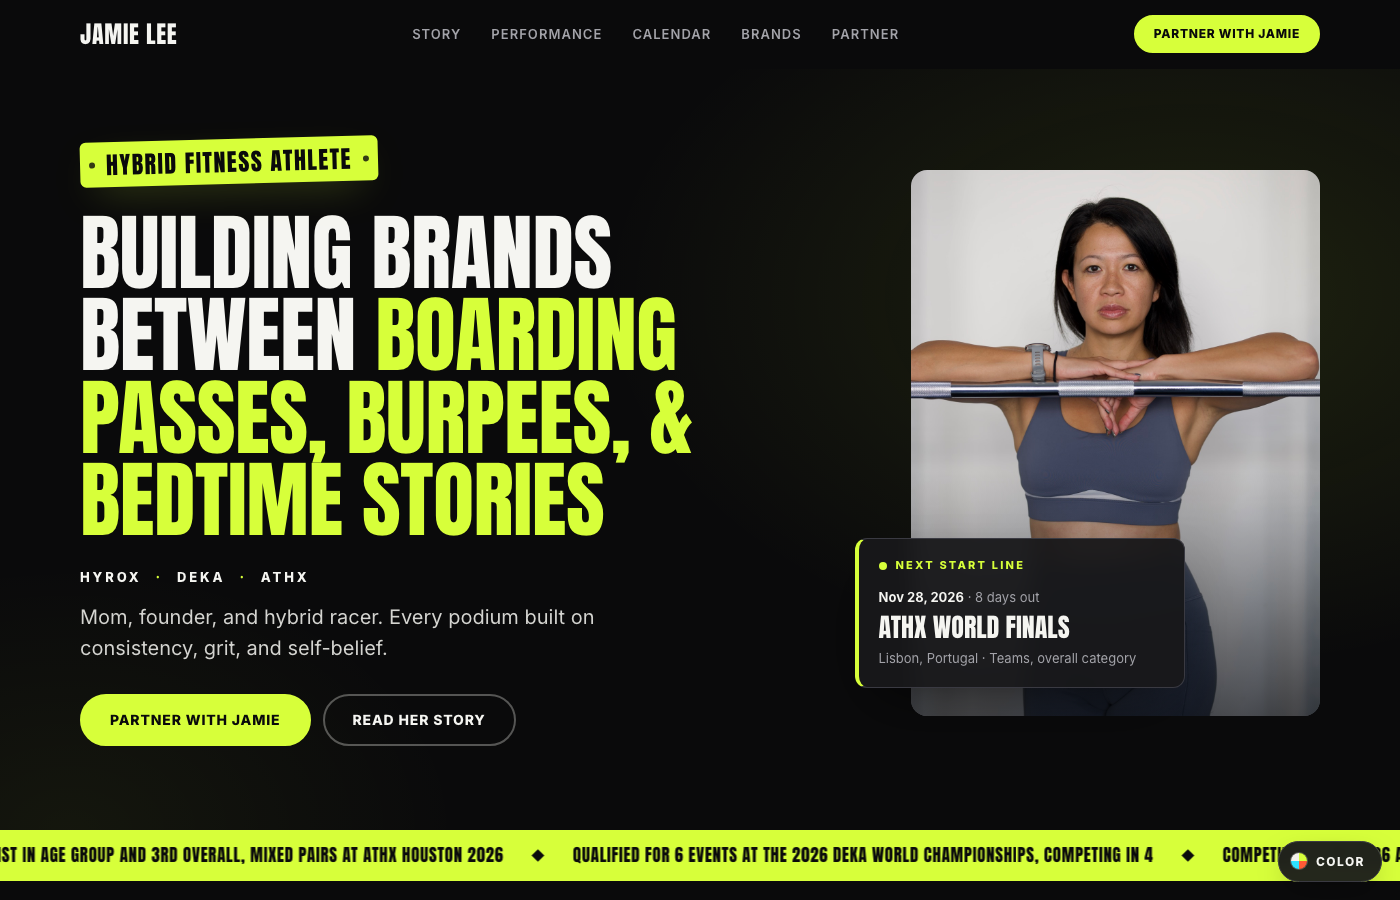 JAMIE LEE
STORY PERFORMANCE CALENDAR BRANDS PARTNER
PARTNER WITH JAMIE
HYBRID FITNESS ATHLETE
BUILDING BRANDS
BETWEEN BOARDING
PASSES, BURPEES, &
BEDTIME STORIES
HYROX · DEKA · ATHX
Mom, founder, and hybrid racer. Every podium built on
consistency, grit, and self-belief.
PARTNER WITH JAMIE
READ HER STORY
NEXT START LINE
Nov 28, 2026 · 8 days out
ATHX WORLD FINALS
Lisbon, Portugal · Teams, overall category
IN AGE GROUP AND 3RD OVERALL, MIXED PAIRS AT ATHX HOUSTON 2026 ◆ QUALIFIED FOR 6 EVENTS AT THE 2026 DEKA WORLD CHAMPIONSHIPS, COMPETING IN 4 ◆
COLOR